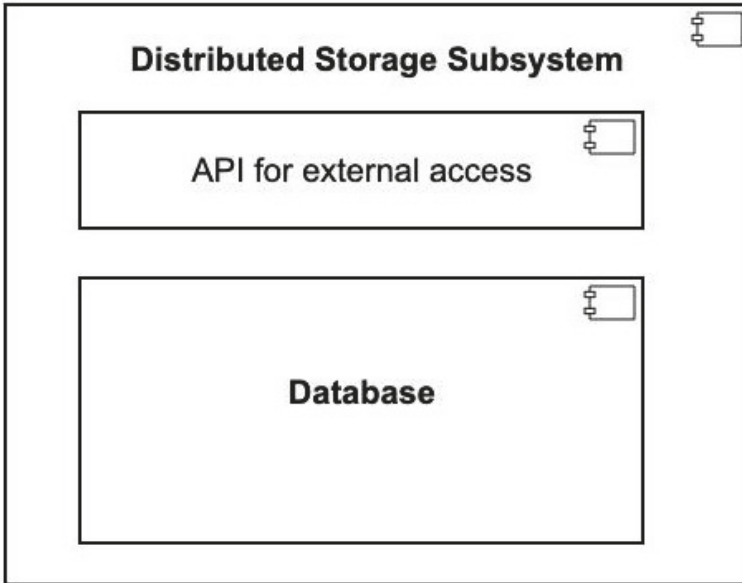 Distributed Storage Subsystem
API for external access
Database